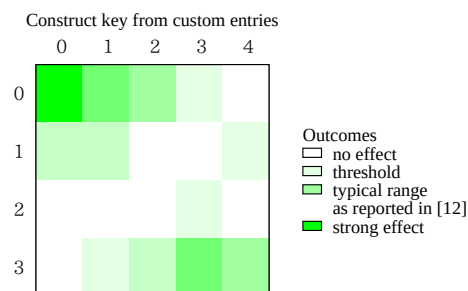 Construct key from custom entries
0 1 2 3 4
0
1
2
3
Outcomes
no effect
threshold
typical range
as reported in [12]
strong effect